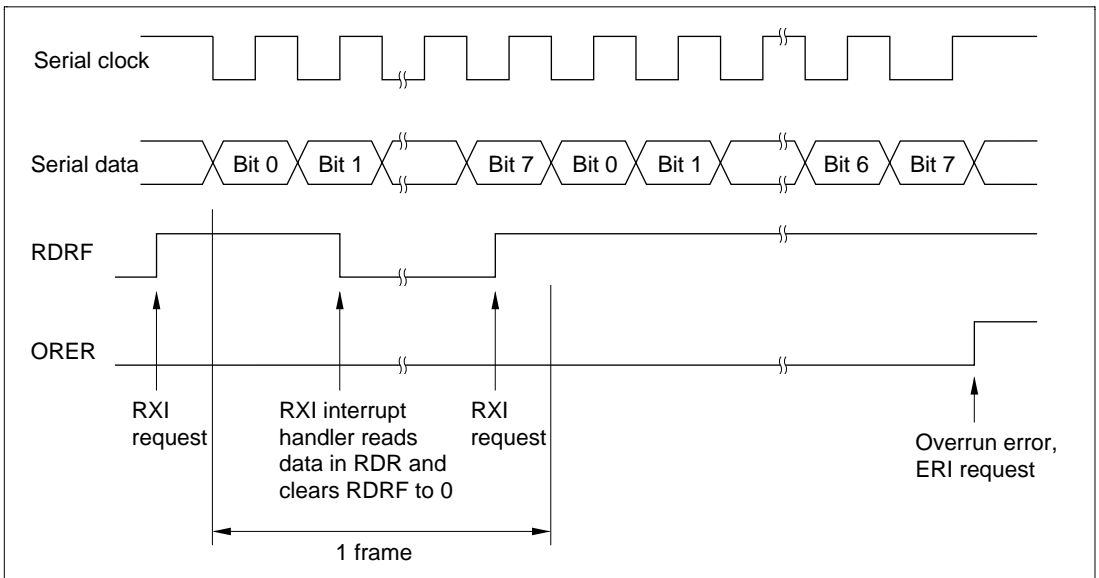 Serial clock
Serial data
Bit 0
Bit 1
Bit 7
Bit 0
Bit 1
Bit 6
Bit 7
RDRF
ORER
RXI
request
RXI interrupt
handler reads
data in RDR and
clears RDRF to 0
RXI
request
Overrun error,
ERI request
1 frame